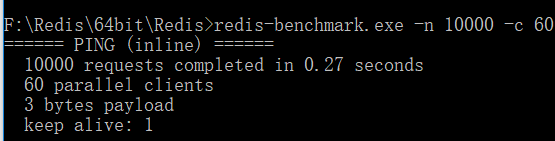 F:\Redis\64bit\Redis>redis-benchmark.exe -n 10000 -c 60
====== PING (inline) ======
10000 requests completed in 0.27 seconds
60 parallel clients
3 bytes payload
keep alive: 1